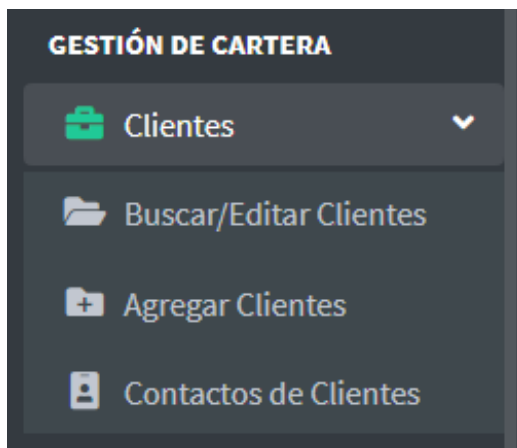 GESTIÓN DE CARTERA
Clientes
Buscar/Editar Clientes
Agregar Clientes
Contactos de Clientes